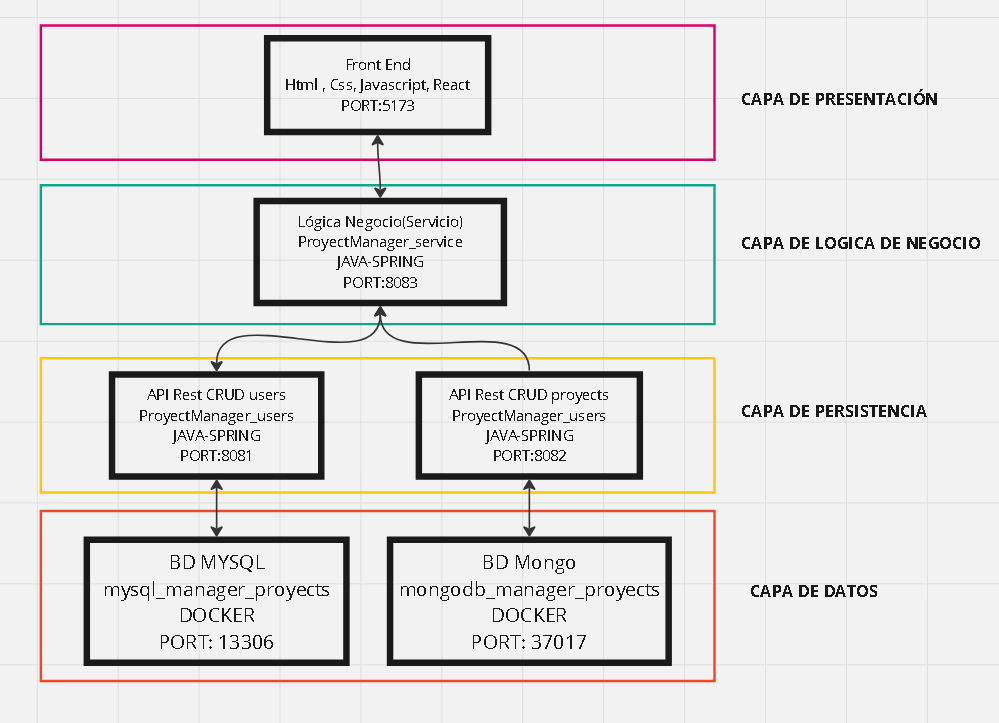 Front End
Html , Css, Javascript, React
PORT:5173
CAPA DE PRESENTACIÓN
Lógica Negocio(Servicio)
ProyectManager_service
JAVA-SPRING
PORT:8083
CAPA DE LOGICA DE NEGOCIO
API Rest CRUD users
ProyectManager_users
JAVA-SPRING
PORT:8081
API Rest CRUD proyects
ProyectManager_users
JAVA-SPRING
PORT:8082
CAPA DE PERSISTENCIA
BD MYSQL
mysql_manager_proyects
DOCKER
PORT: 13306
BD Mongo
mongodb_manager_proyects
DOCKER
PORT: 37017
CAPA DE DATOS